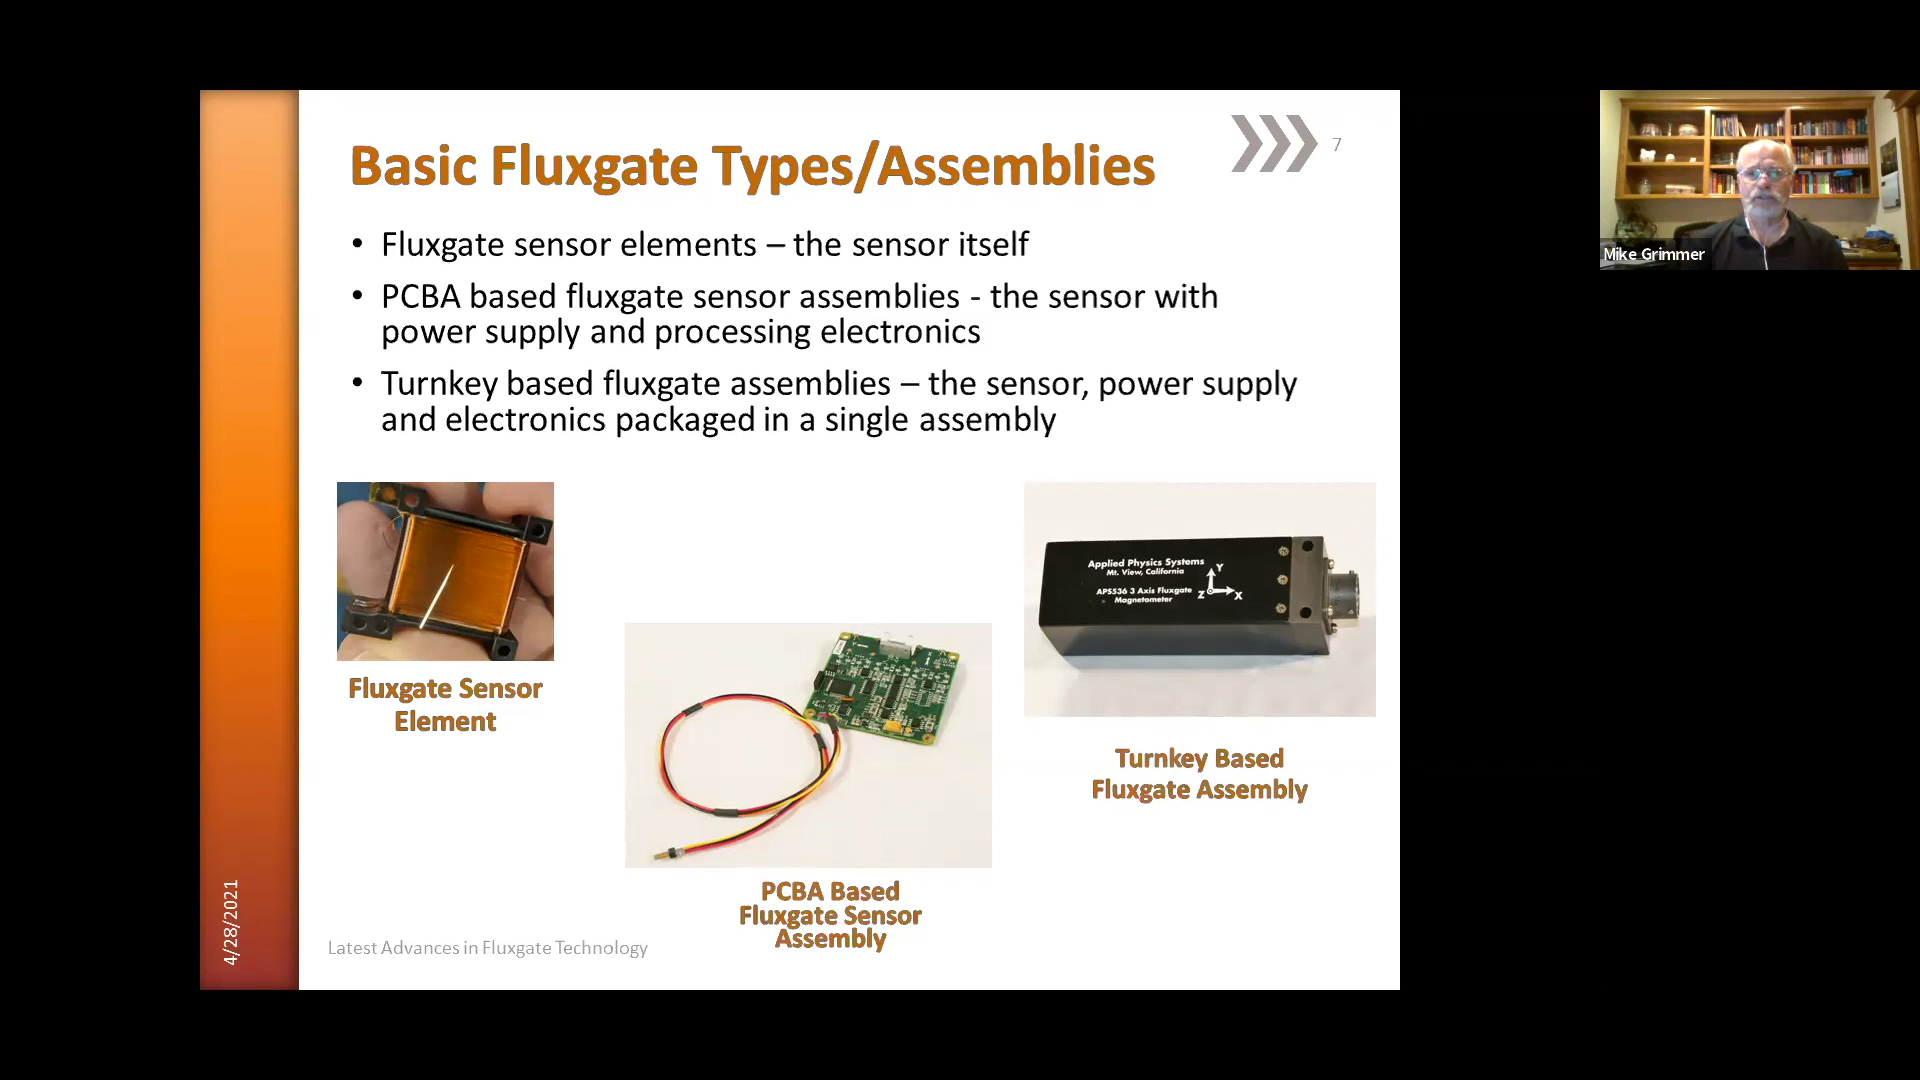 Basic Fluxgate Types/Assemblies
7
• Fluxgate sensor elements – the sensor itself
• PCBA based fluxgate sensor assemblies - the sensor with
power supply and processing electronics
• Turnkey based fluxgate assemblies – the sensor, power supply
and electronics packaged in a single assembly
Applied Physics Systems
Mt. View, California
APS536 3 Axis Fluxgate
Magnetometer
Y
Z
X
Fluxgate Sensor
Element
PCBA Based
Fluxgate Sensor
Assembly
Turnkey Based
Fluxgate Assembly
4/28/2021
Latest Advances in Fluxgate Technology
Mike Grimmer